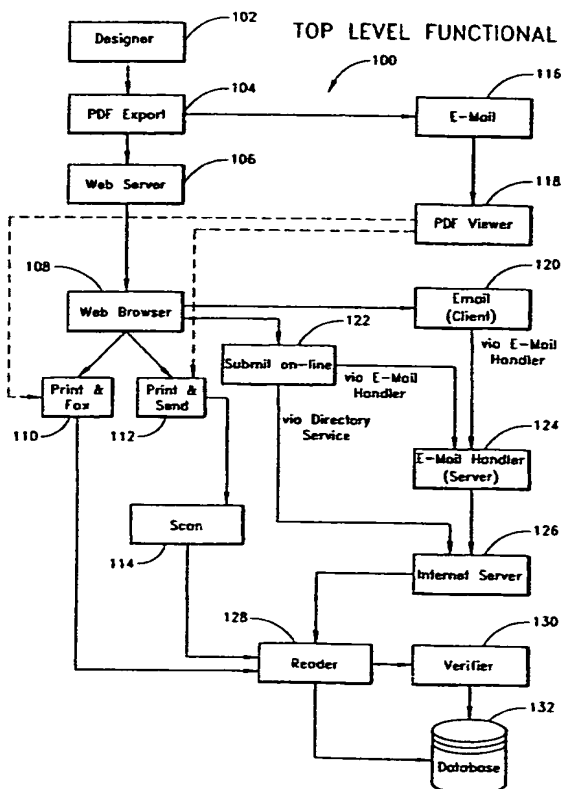 TOP LEVEL FUNCTIONAL
100
102
Designer
104
PDF Export
116
E-Mail
106
Web Server
118
PDF Viewer
108
Web Browser
120
Email
(Client)
122
Submit on-line
via E-Mail
Handler
via E-Mail
Handler
Print &
Fax
110
Print &
Send
112
via Directory
Service
124
E-Mail Handler
(Server)
Scan
114
126
Internet Server
128
Reader
130
Verifier
132
Database